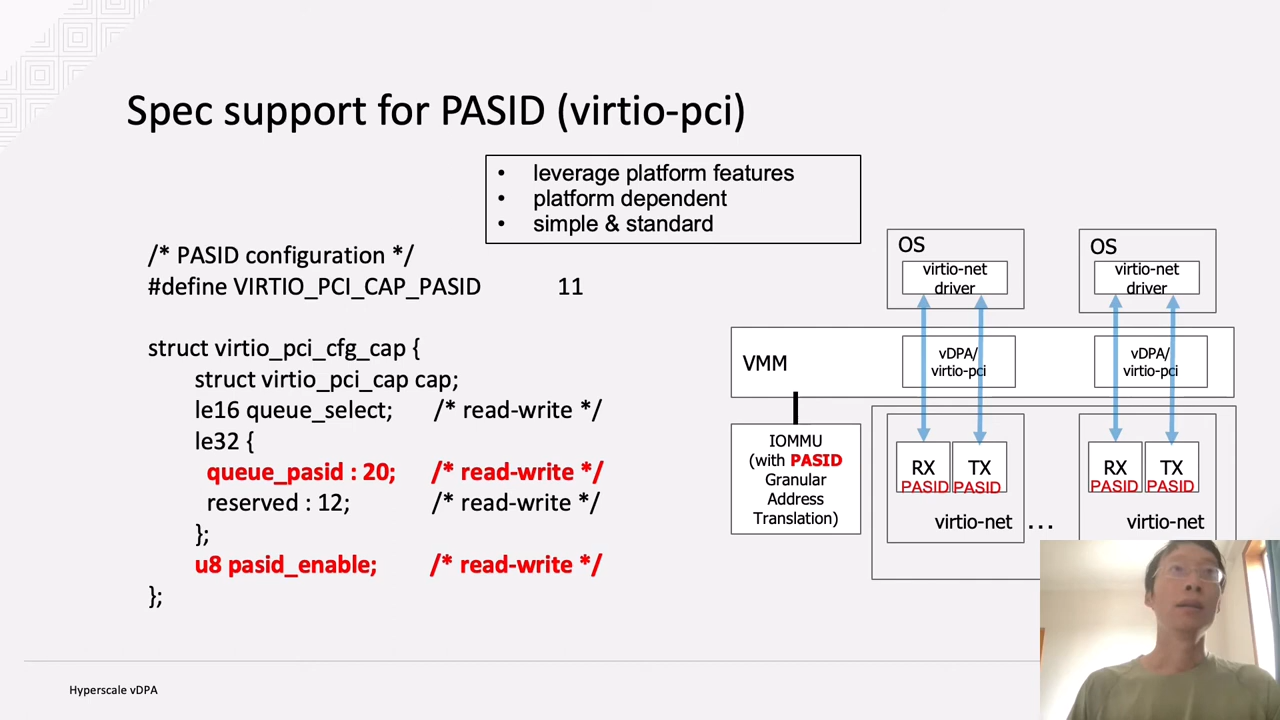 Spec support for PASID (virtio-pci)
• leverage platform features
• platform dependent
• simple & standard
/* PASID configuration */
#define VIRTIO_PCI_CAP_PASID 11
struct virtio_pci_cfg_cap {
struct virtio_pci_cap cap;
le16 queue_select; /* read-write */
le32 {
queue_pasid : 20; /* read-write */
reserved : 12; /* read-write */
};
u8 pasid_enable; /* read-write */
};
OS
virtio-net
driver
OS
virtio-net
driver
VMM
vDPA/
virtio-pci
vDPA/
virtio-pci
IOMMU
(with PASID
Granular
Address
Translation)
RX
PASID
TX
PASID
virtio-net
...
RX
PASID
TX
PASID
virtio-net
Hyperscale vDPA